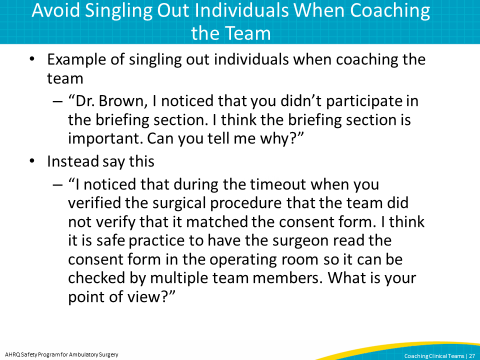 Avoid Singling Out Individuals When Coaching
the Team
• Example of singling out individuals when coaching the
team
– “Dr. Brown, I noticed that you didn’t participate in
the briefing section. I think the briefing section is
important. Can you tell me why?”
• Instead say this
– “I noticed that during the timeout when you
verified the surgical procedure that the team did
not verify that it matched the consent form. I think
it is safe practice to have the surgeon read the
consent form in the operating room so it can be
checked by multiple team members. What is your
point of view?”
AHRQ Safety Program for Ambulatory Surgery
Coaching Clinical Teams | 27